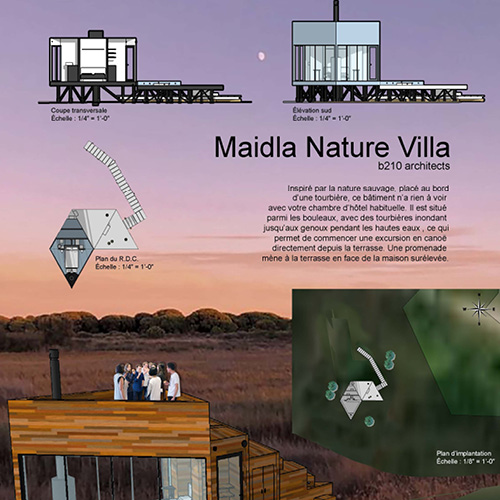 Coupe transversale
Échelle : 1/4" = 1'-0"
Élévation sud
Échelle : 1/4" = 1'-0"
Maidla Nature Villa
b210 architects
Inspiré par la nature sauvage, placé au bord
d'une tourbière, ce bâtiment n'a rien à voir
avec votre chambre d'hôtel habituelle. Il est situé
parmi les bouleaux, avec des tourbières inondant
jusqu'aux genoux pendant les hautes eaux , ce qui
permet de commencer une excursion en canoë
directement depuis la terrasse. Une promenade
mène à la terrasse en face de la maison surélevée.
Plan du R.D.C.
Échelle : 1/4" = 1'-0"
Plan d'implantation
Échelle : 1/8" = 1'-0"